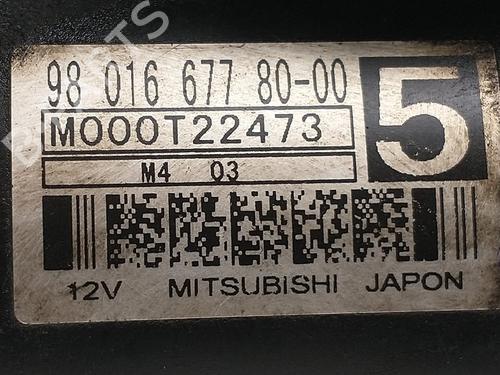 98 016 677 80-00
5
M000T22473
M4 03
12V MITSUBISHI JAPON